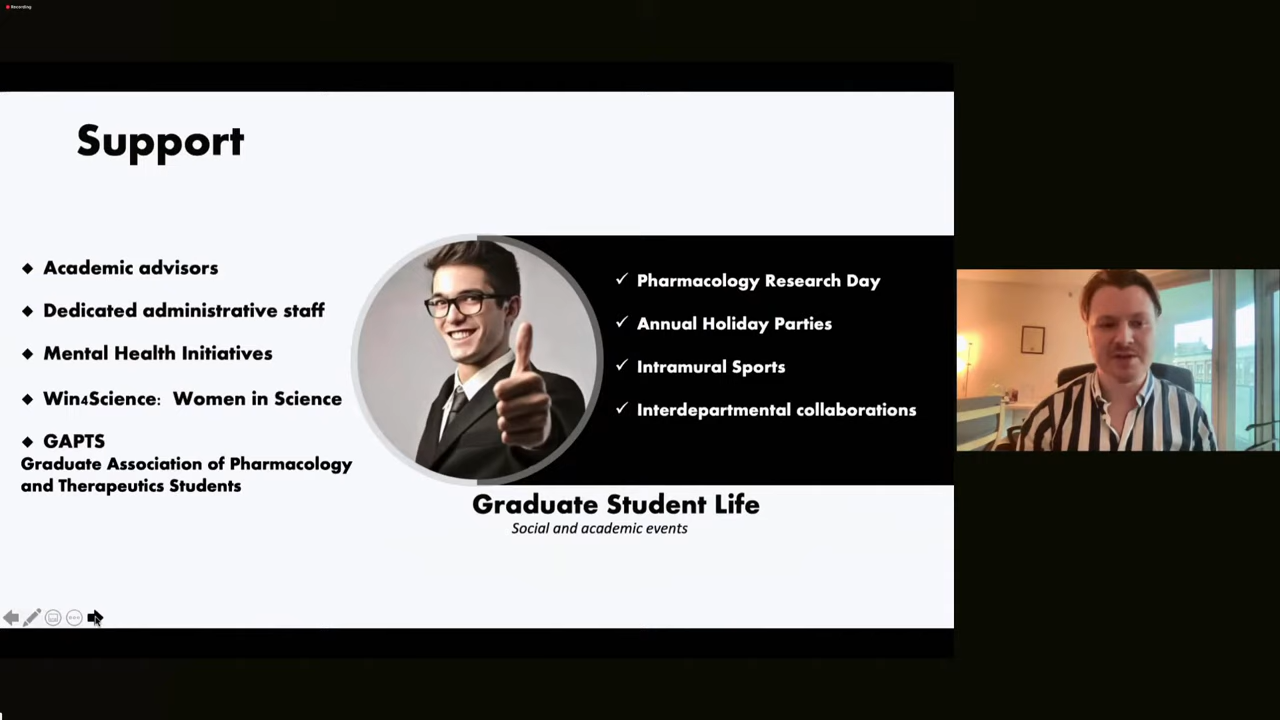 Recording
Support
Academic advisors
Dedicated administrative staff
Mental Health Initiatives
Win4Science: Women in Science
GAPTS
Graduate Association of Pharmacology
and Therapeutics Students
Pharmacology Research Day
Annual Holiday Parties
Intramural Sports
Interdepartmental collaborations
Graduate Student Life
Social and academic events